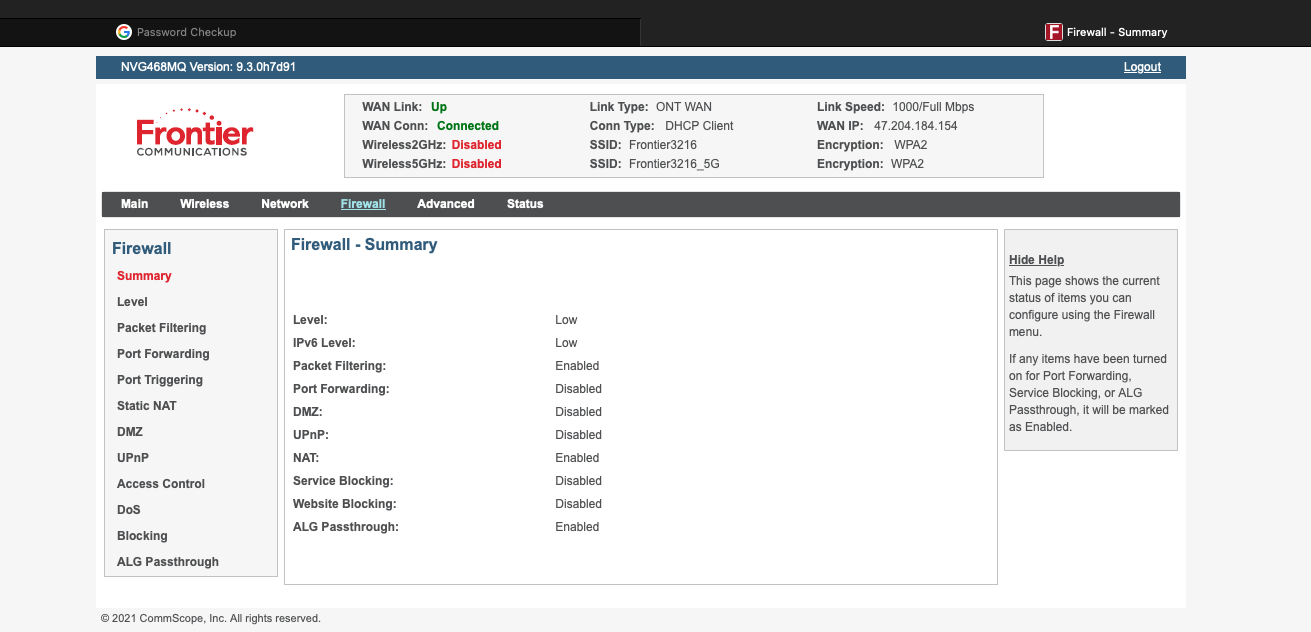 Password Checkup
Firewall - Summary
NVG468MQ Version: 9.3.0h7d91
Logout
Frontier
COMMUNICATIONS
WAN Link: Up
Link Type: ONT WAN
Link Speed: 1000/Full Mbps
WAN Conn: Connected
Conn Type: DHCP Client
WAN IP: 47.204.184.154
Wireless2GHz: Disabled
SSID: Frontier3216
Encryption: WPA2
Wireless5GHz: Disabled
SSID: Frontier3216_5G
Encryption: WPA2
Main Wireless Network Firewall Advanced Status
Firewall
Summary
Level
Packet Filtering
Port Forwarding
Port Triggering
Static NAT
DMZ
UPnP
Access Control
DoS
Blocking
ALG Passthrough
Firewall - Summary
Level: Low
IPv6 Level: Low
Packet Filtering: Enabled
Port Forwarding: Disabled
DMZ: Disabled
UPnP: Disabled
NAT: Enabled
Service Blocking: Disabled
Website Blocking: Disabled
ALG Passthrough: Enabled
Hide Help
This page shows the current
status of items you can
configure using the Firewall
menu.
If any items have been turned
on for Port Forwarding,
Service Blocking, or ALG
Passthrough, it will be marked
as Enabled.
© 2021 CommScope, Inc. All rights reserved.